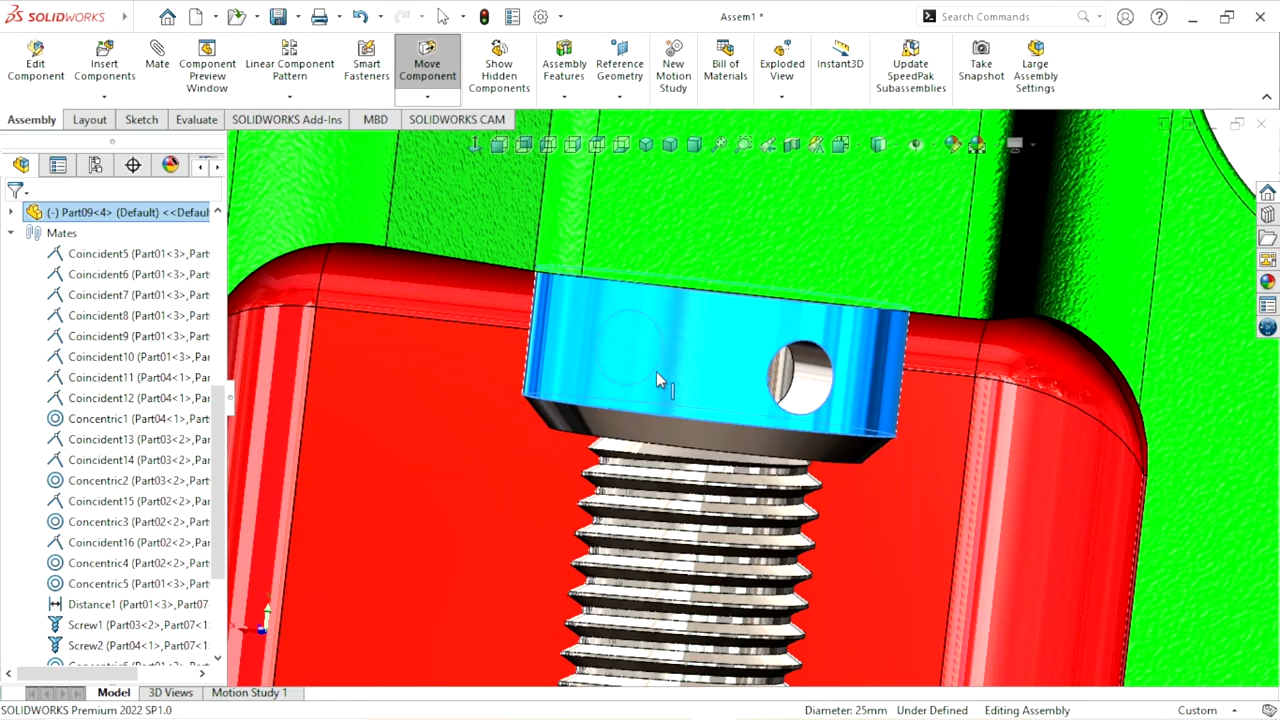 SOLIDWORKS
Assem1 *
Search Commands
Edit
Component
Insert
Components
Mate
Component
Preview
Window
Linear Component
Pattern
Smart
Fasteners
Move
Component
Show
Hidden
Components
Assembly
Features
Reference
Geometry
New
Motion
Study
Bill of
Materials
Exploded
View
Instant3D
Update
SpeedPak
Subassemblies
Take
Snapshot
Large
Assembly
Settings
Assembly
Layout
Sketch
Evaluate
SOLIDWORKS Add-Ins
MBD
SOLIDWORKS CAM
(-) Part09<4> (Default) <<Defaul
Mates
Coincident5 (Part01<3>,Part
Coincident6 (Part01<3>,Part
Coincident7 (Part01<3>,Part
Coincident8 (Part01<3>,Part
Coincident9 (Part01<3>,Part
Coincident10 (Part01<3>,Par
Coincident11 (Part04<1>,Par
Coincident12 (Part04<1>,Par
Concentric1 (Part04<1>,Part
Coincident13 (Part03<2>,Par
Coincident14 (Part03<2>,Par
Concentric2 (Part03<2>,Part
Coincident15 (Part02<2>,Par
Concentric3 (Part02<2>,Part
Coincident16 (Part02<2>,Par
Concentric4 (Part02<2>,Part
Concentric5 (Part01<3>,Part
Distance1 (Part01<3>,Part07
Screw1 (Part03<2>,Part07<1
Screw2 (Part04<1>,Part07<1
Model
3D Views
Motion Study 1
SOLIDWORKS Premium 2022 SP1.0
Diameter: 25mm
Under Defined
Editing Assembly
Custom